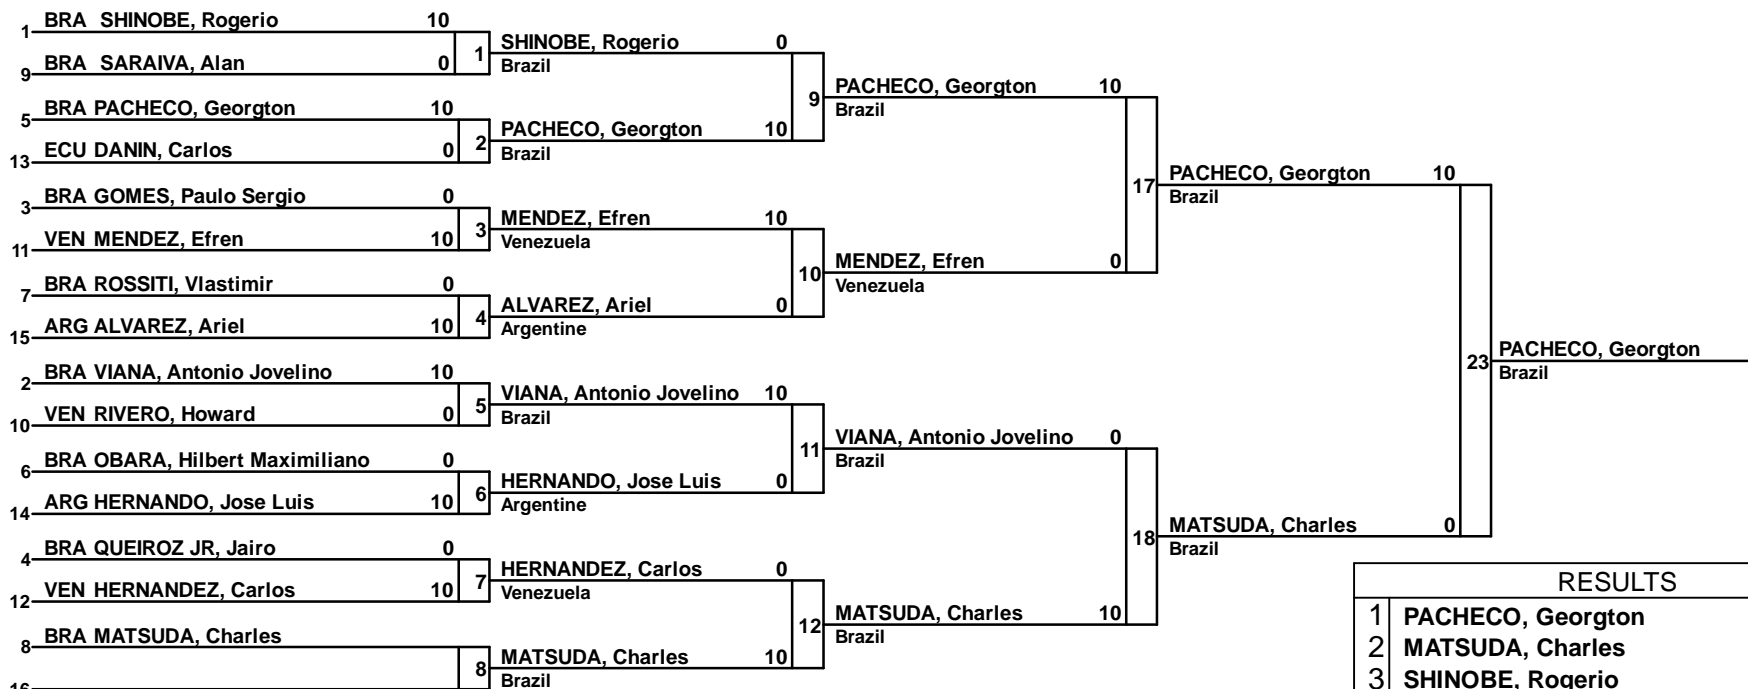 1 BRA SHINOBE, Rogerio 10
9 BRA SARAIVA, Alan 0
1
5 BRA PACHECO, Georgton 10
13 ECU DANIN, Carlos 0
2
3 BRA GOMES, Paulo Sergio 0
11 VEN MENDEZ, Efren 10
3
7 BRA ROSSITI, Vlastimir 0
15 ARG ALVAREZ, Ariel 10
4
2 BRA VIANA, Antonio Jovelino 10
10 VEN RIVERO, Howard 0
5
6 BRA OBARA, Hilbert Maximiliano 0
14 ARG HERNANDO, Jose Luis 10
6
4 BRA QUEIROZ JR, Jairo 0
12 VEN HERNANDEZ, Carlos 10
7
8 BRA MATSUDA, Charles
16
8
SHINOBE, Rogerio 0
Brazil
PACHECO, Georgton 10
Brazil
9
MENDEZ, Efren 10
Venezuela
ALVAREZ, Ariel 0
Argentine
10
VIANA, Antonio Jovelino 10
Brazil
HERNANDO, Jose Luis 0
Argentine
11
HERNANDEZ, Carlos 0
Venezuela
MATSUDA, Charles 10
Brazil
12
PACHECO, Georgton 10
Brazil
MENDEZ, Efren 0
Venezuela
17
VIANA, Antonio Jovelino 0
Brazil
MATSUDA, Charles 10
Brazil
18
PACHECO, Georgton 10
Brazil
MATSUDA, Charles 0
Brazil
23
PACHECO, Georgton
Brazil
RESULTS
1 PACHECO, Georgton
2 MATSUDA, Charles
3 SHINOBE, Rogerio